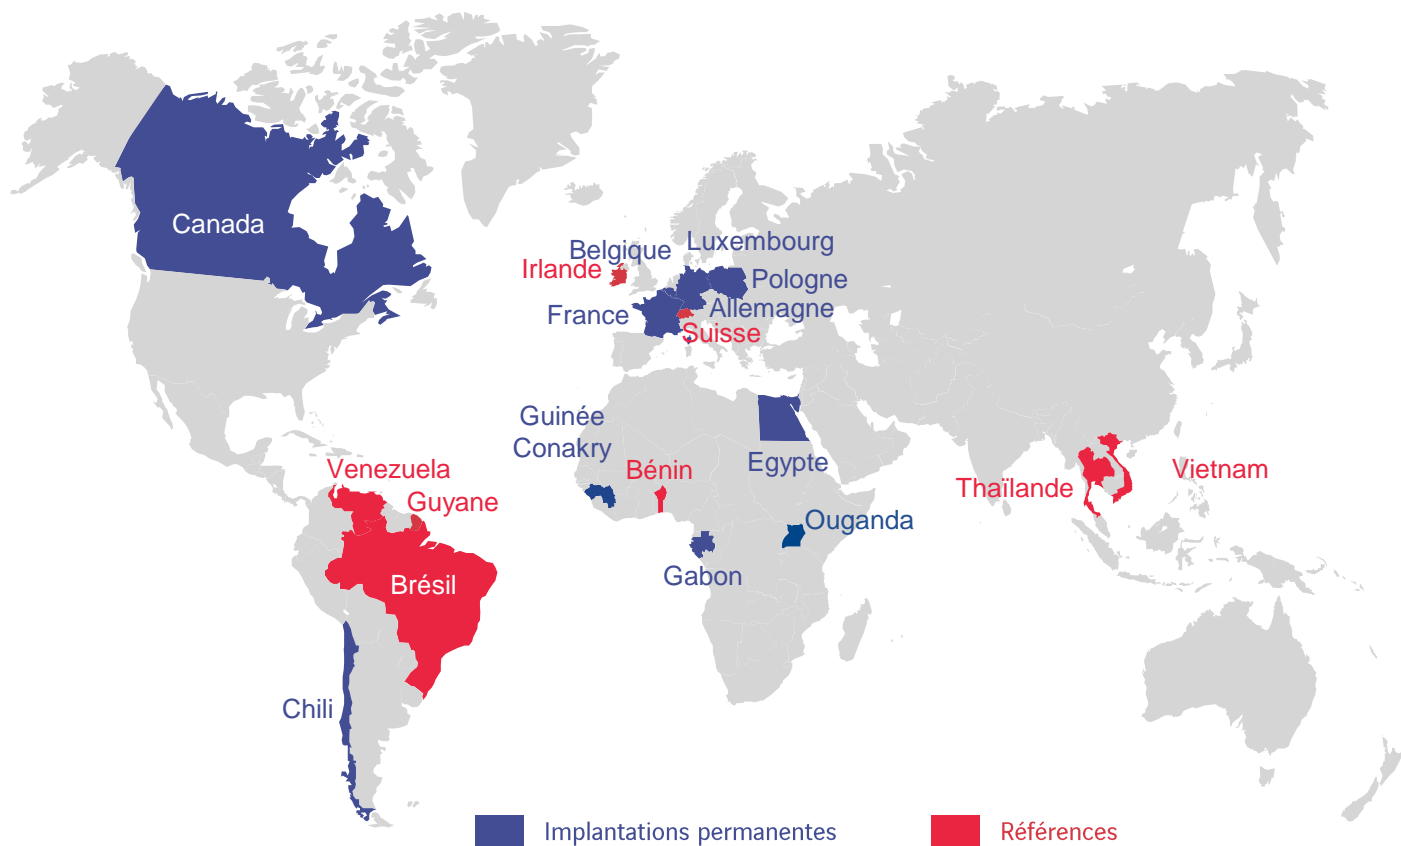 Canada
Belgique
Luxembourg
Irlande
Pologne
France
Allemagne
Suisse
Guinée
Conakry
Egypte
Venezuela
Bénin
Vietnam
Guyane
Thaïlande
Ouganda
Gabon
Brésil
Chili
Implantations permanentes
Références